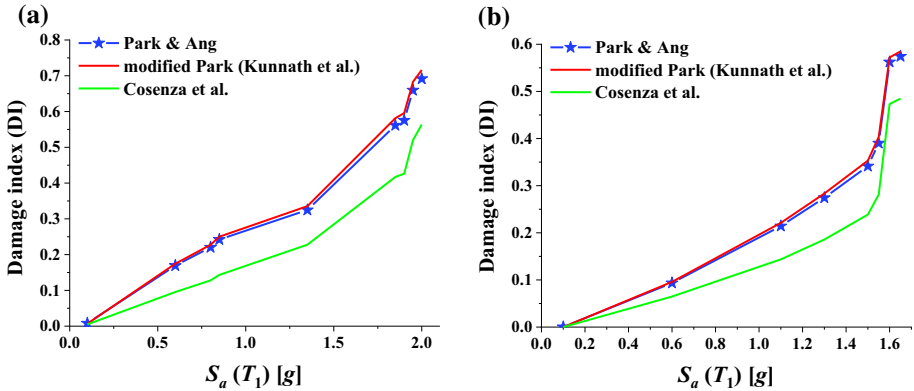 (a)
Park & Ang
modified Park (Kunnath et al.)
Cosenza et al.
Damage index (DI)
0.8
0.7
0.6
0.5
0.4
0.3
0.2
0.1
0.0
0.0 0.5 1.0 1.5 2.0
Sa (T1) [g]
(b)
Park & Ang
modified Park (Kunnath et al.)
Cosenza et al.
Damage index (DI)
0.6
0.5
0.4
0.3
0.2
0.1
0.0
0.0 0.2 0.4 0.6 0.8 1.0 1.2 1.4 1.6
Sa (T1) [g]